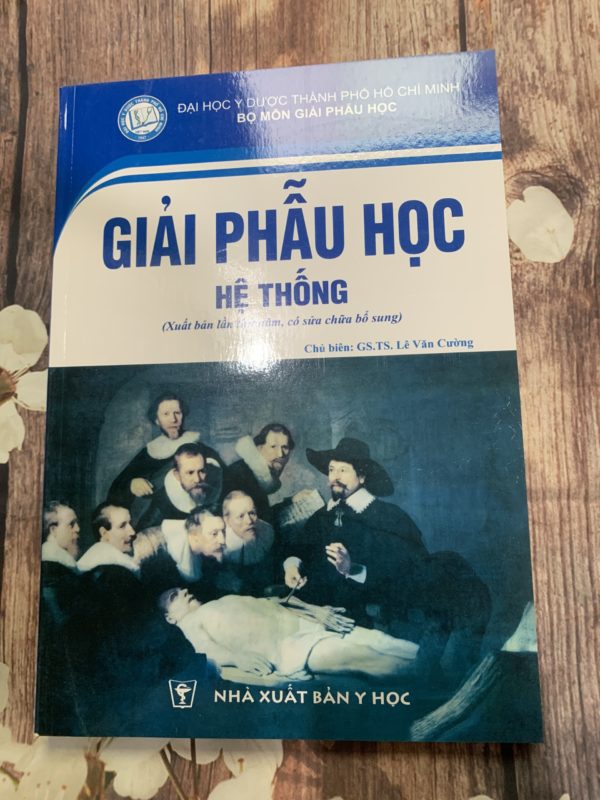 ĐẠI HỌC Y DƯỢC THÀNH PHỐ HỒ CHÍ MINH
BỘ MÔN GIẢI PHẪU HỌC
GIẢI PHẪU HỌC
HỆ THỐNG
(Xuất bản lần năm, có sửa chữa bổ sung)
Chủ biên: GS.TS. Lê Văn Cường
NHÀ XUẤT BẢN Y HỌC